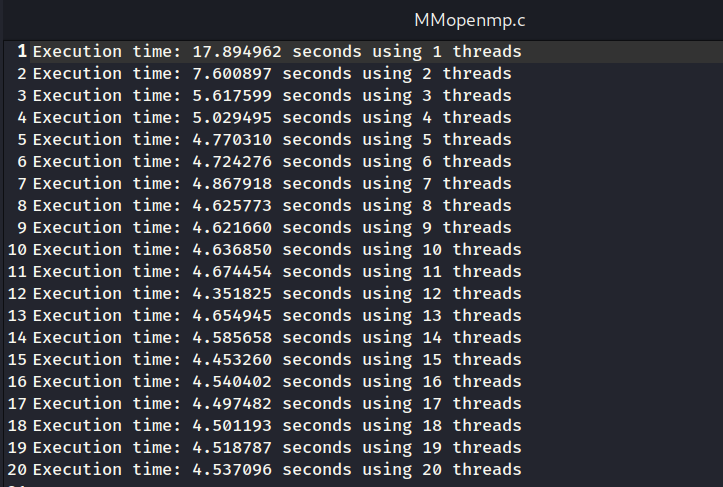 MMopenmp.c
1 Execution time: 17.894962 seconds using 1 threads
2 Execution time: 7.600897 seconds using 2 threads
3 Execution time: 5.617599 seconds using 3 threads
4 Execution time: 5.029495 seconds using 4 threads
5 Execution time: 4.770310 seconds using 5 threads
6 Execution time: 4.724276 seconds using 6 threads
7 Execution time: 4.867918 seconds using 7 threads
8 Execution time: 4.625773 seconds using 8 threads
9 Execution time: 4.621660 seconds using 9 threads
10 Execution time: 4.636850 seconds using 10 threads
11 Execution time: 4.674454 seconds using 11 threads
12 Execution time: 4.351825 seconds using 12 threads
13 Execution time: 4.654945 seconds using 13 threads
14 Execution time: 4.585658 seconds using 14 threads
15 Execution time: 4.453260 seconds using 15 threads
16 Execution time: 4.540402 seconds using 16 threads
17 Execution time: 4.497482 seconds using 17 threads
18 Execution time: 4.501193 seconds using 18 threads
19 Execution time: 4.518787 seconds using 19 threads
20 Execution time: 4.537096 seconds using 20 threads